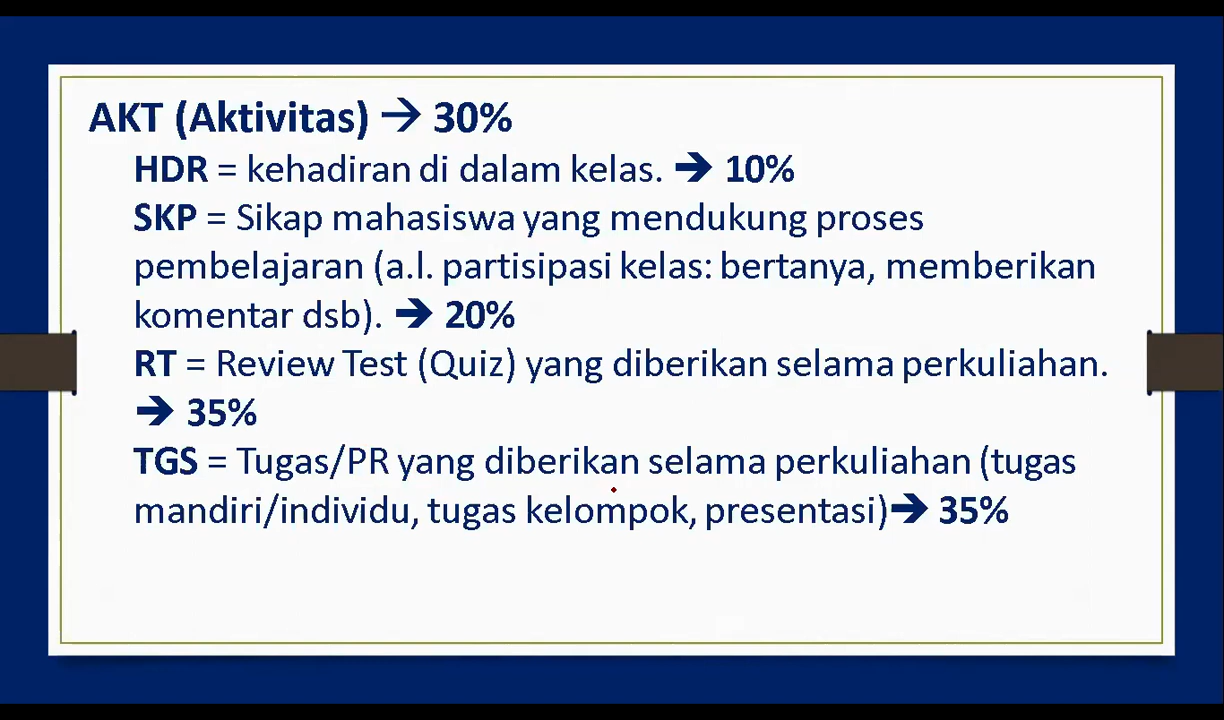 AKT (Aktivitas) → 30%
HDR = kehadiran di dalam kelas. → 10%
SKP = Sikap mahasiswa yang mendukung proses
pembelajaran (a.l. partisipasi kelas: bertanya, memberikan
komentar dsb). → 20%
RT = Review Test (Quiz) yang diberikan selama perkuliahan.
→ 35%
TGS = Tugas/PR yang diberikan selama perkuliahan (tugas
mandiri/individu, tugas kelompok, presentasi)→ 35%